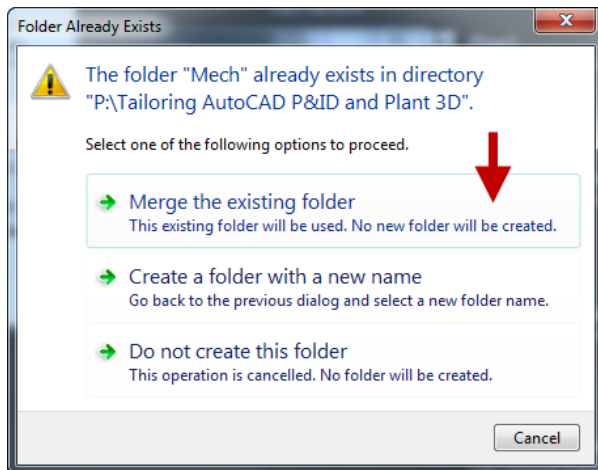 Folder Already Exists
The folder "Mech" already exists in directory
"P:\Tailoring AutoCAD P&ID and Plant 3D".
Select one of the following options to proceed.
Merge the existing folder
This existing folder will be used. No new folder will be created.
Create a folder with a new name
Go back to the previous dialog and select a new folder name.
Do not create this folder
This operation is cancelled. No folder will be created.
Cancel